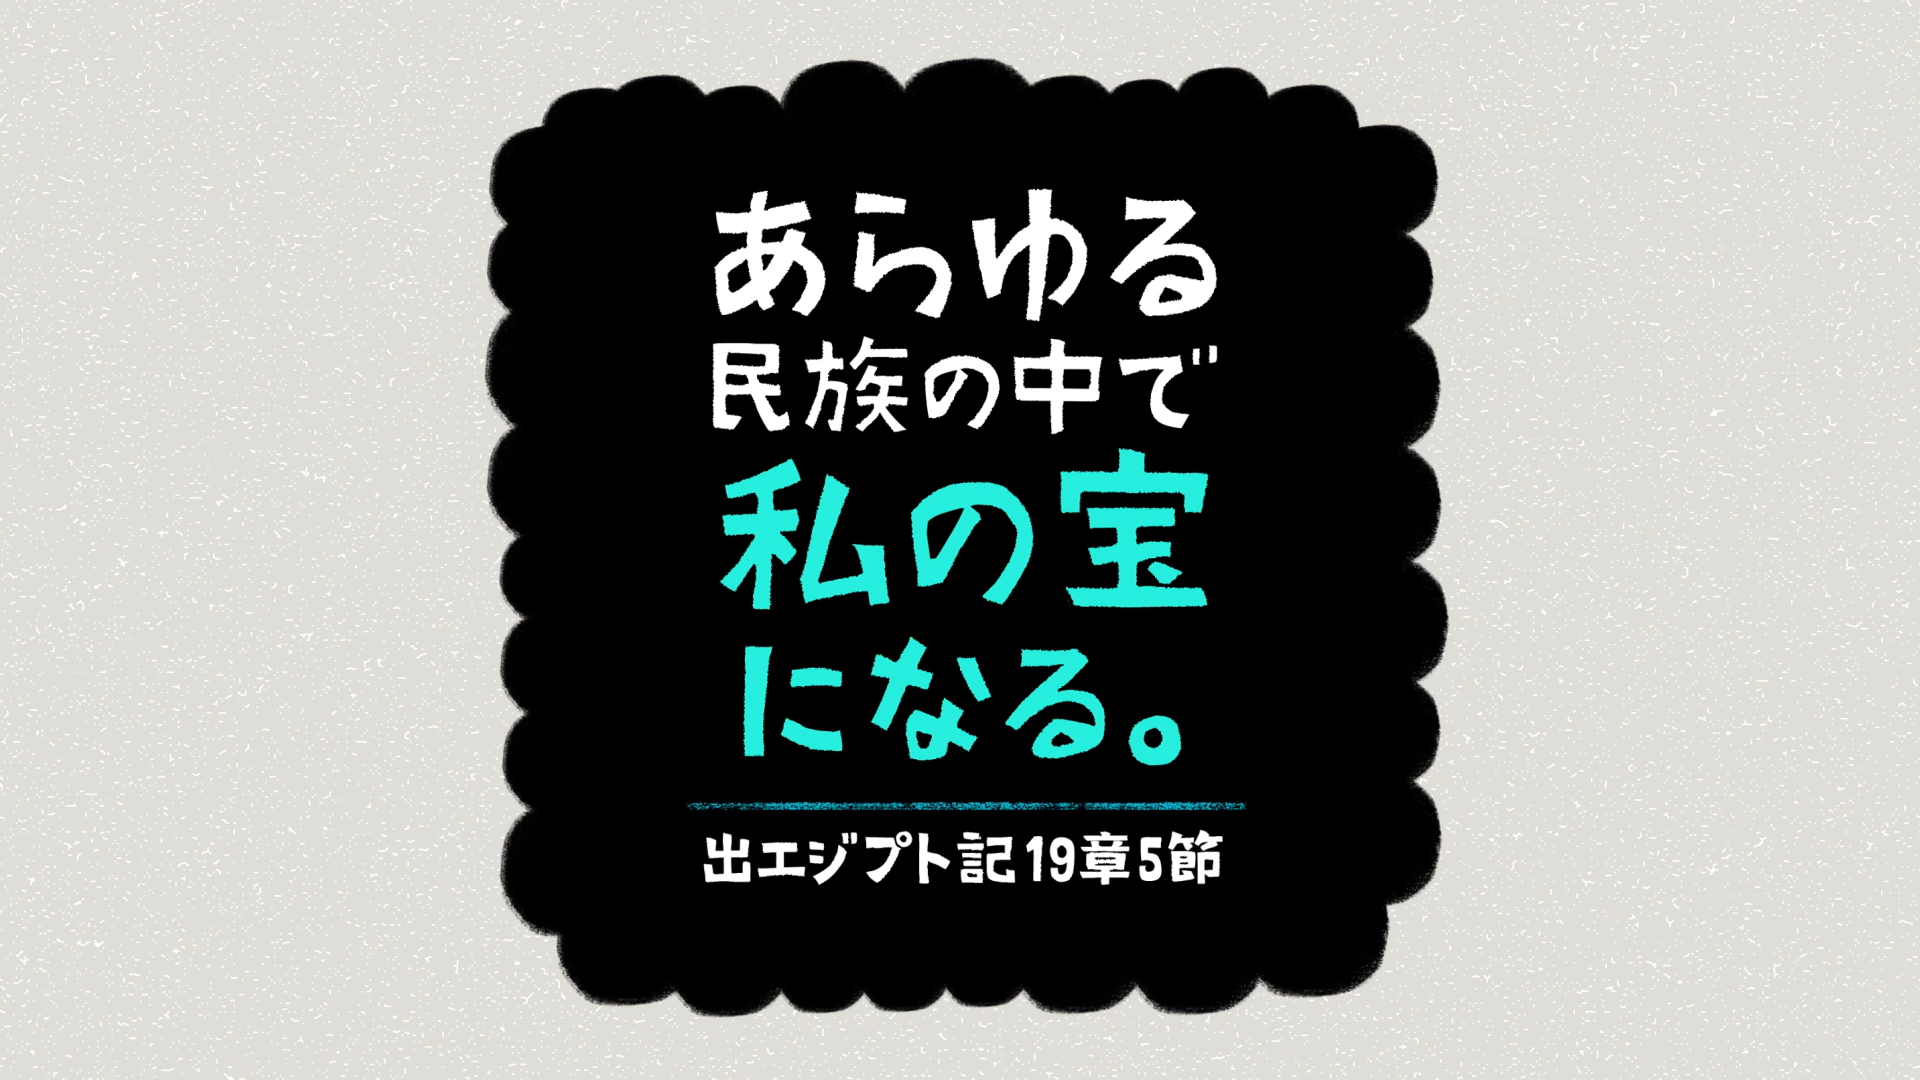 あらゆる
民族の中で
私の宝
になる。
出エジプト記19章5節